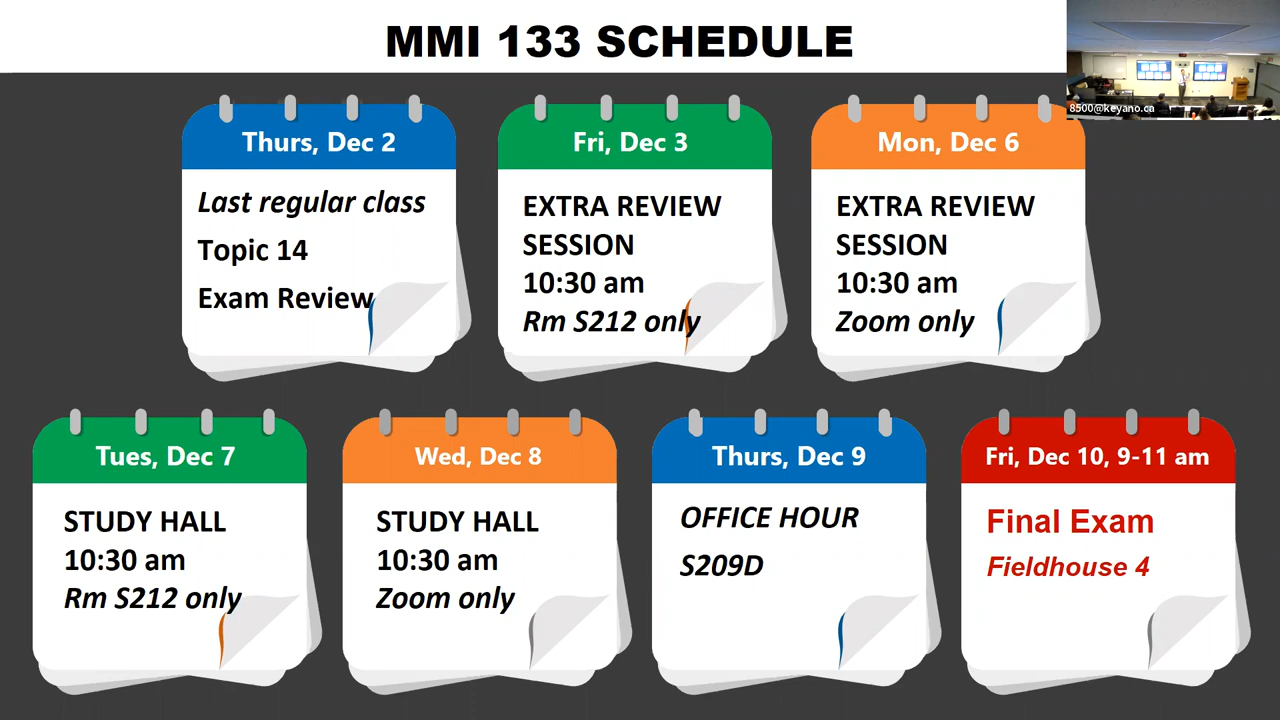 MMI 133 SCHEDULE
8500@keyano.ca
Thurs, Dec 2
Last regular class
Topic 14
Exam Review
Fri, Dec 3
EXTRA REVIEW
SESSION
10:30 am
Rm S212 only
Mon, Dec 6
EXTRA REVIEW
SESSION
10:30 am
Zoom only
Tues, Dec 7
STUDY HALL
10:30 am
Rm S212 only
Wed, Dec 8
STUDY HALL
10:30 am
Zoom only
Thurs, Dec 9
OFFICE HOUR
S209D
Fri, Dec 10, 9-11 am
Final Exam
Fieldhouse 4